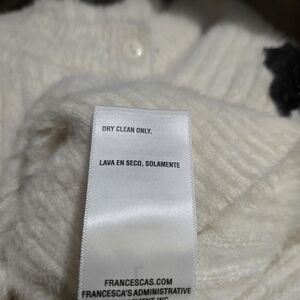 DRY CLEAN ONLY.
LAVA EN SECO, SOLAMENTE
FRANCESCAS.COM
FRANCESCA'S ADMINISTRATIVE